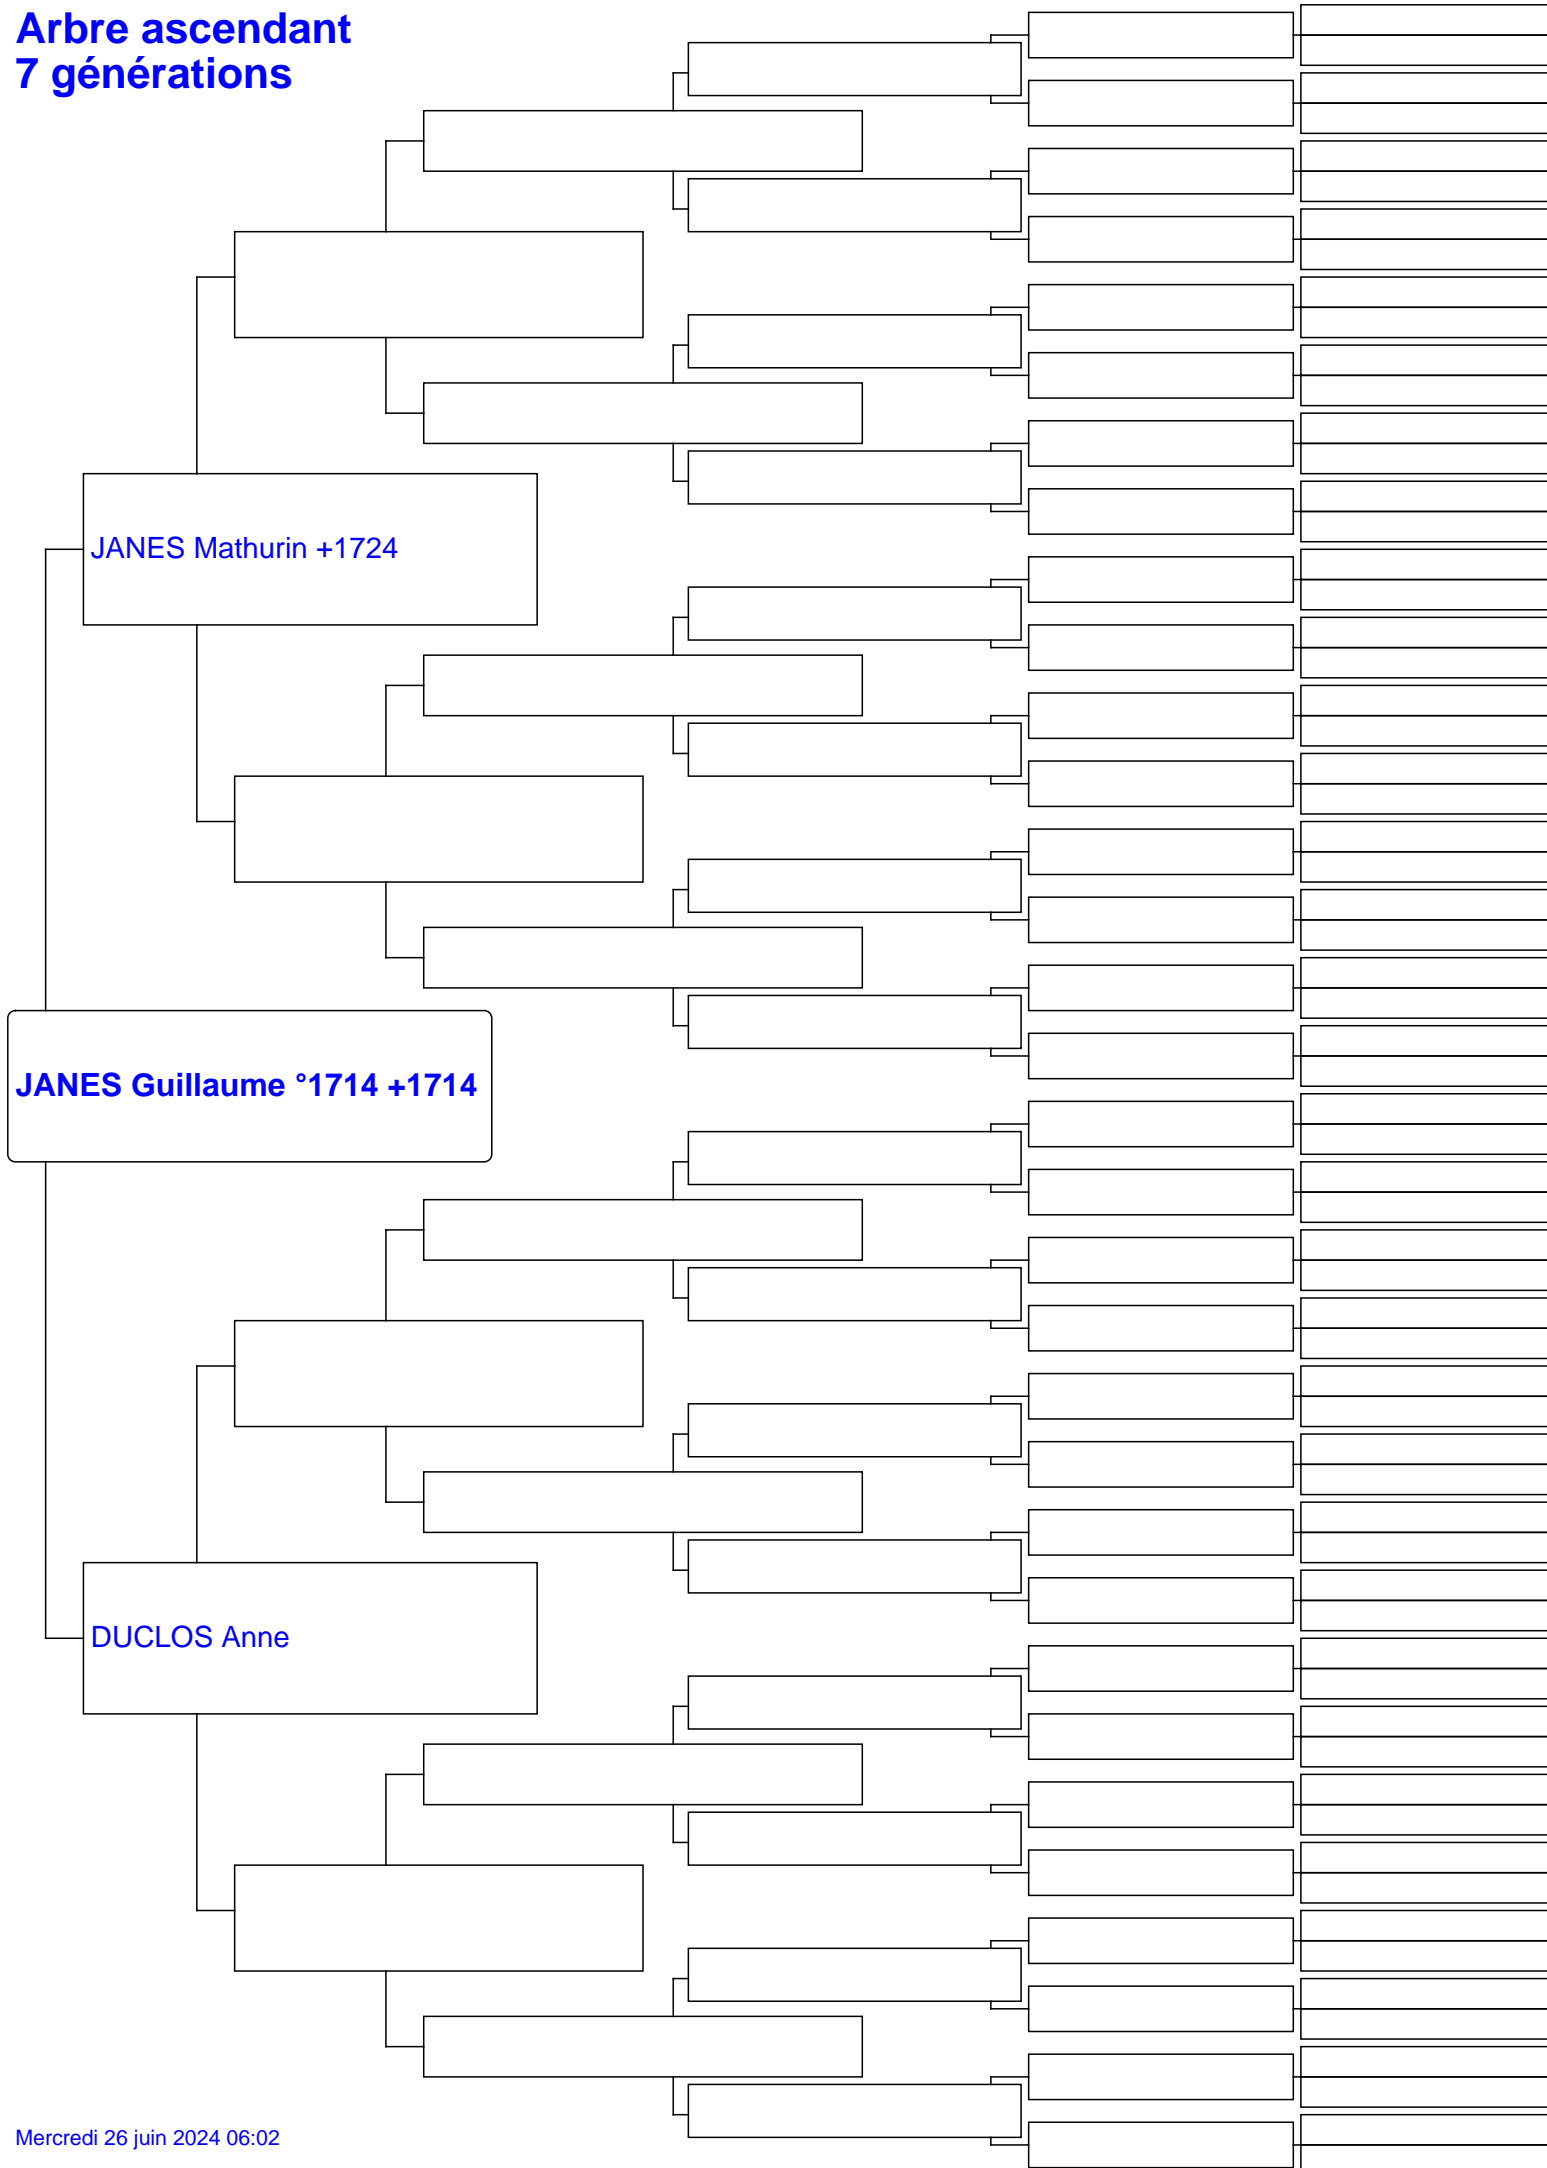 Arbre ascendant
7 générations
JANES Mathurin +1724
JANES Guillaume °1714 +1714
DUCLOS Anne
Mercredi 26 juin 2024 06:02